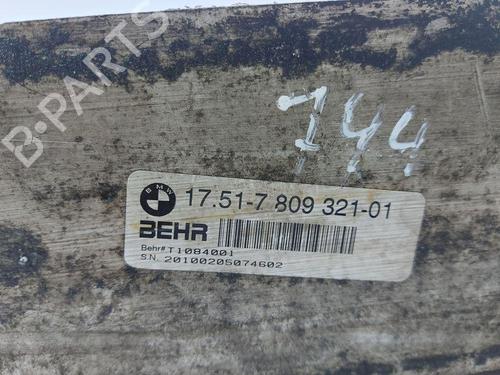 B-PARTS
144
BMW
17.51-7 809 321-01
BEHR
Behr# T1084001
S.N. 20100205074602